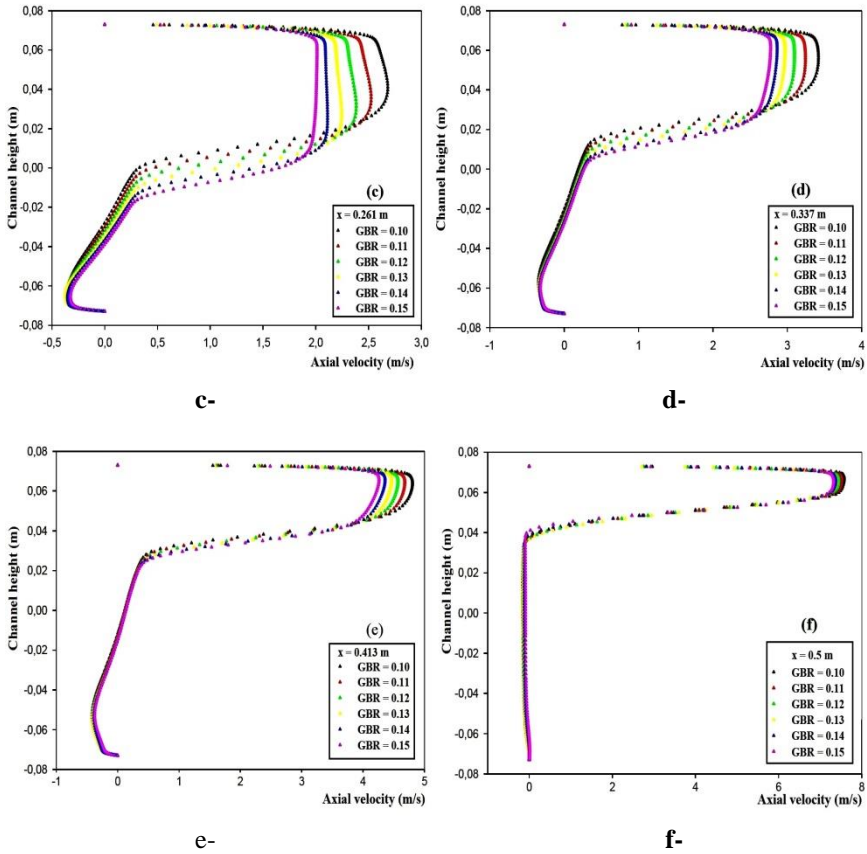 0,08
0,06
0,04
0,02
0,00
-0,02
-0,04
-0,06
-0,08
Channel height (m)
-0,5 0,0 0,5 1,0 1,5 2,0 2,5 3,0
Axial velocity (m/s)
(c)
x = 0.261 m
GBR = 0.10
GBR = 0.11
GBR = 0.12
GBR = 0.13
GBR = 0.14
GBR = 0.15
c-
0,08
0,06
0,04
0,02
0,00
-0,02
-0,04
-0,06
-0,08
Channel height (m)
-1 0 1 2 3 4
Axial velocity (m/s)
(d)
x = 0.337 m
GBR = 0.10
GBR = 0.11
GBR = 0.12
GBR = 0.13
GBR = 0.14
GBR = 0.15
d-
0,08
0,06
0,04
0,02
0,00
-0,02
-0,04
-0,06
-0,08
Channel height (m)
-1 0 1 2 3 4 5
Axial velocity (m/s)
(e)
x = 0.413 m
GBR = 0.10
GBR = 0.11
GBR = 0.12
GBR = 0.13
GBR = 0.14
GBR = 0.15
e-
0,08
0,06
0,04
0,02
0,00
-0,02
-0,04
-0,06
-0,08
Channel height (m)
0 2 4 6 8
Axial velocity (m/s)
(f)
x = 0.5 m
GBR = 0.10
GBR = 0.11
GBR = 0.12
GBR – 0.13
GBR = 0.14
GBR = 0.15
f-